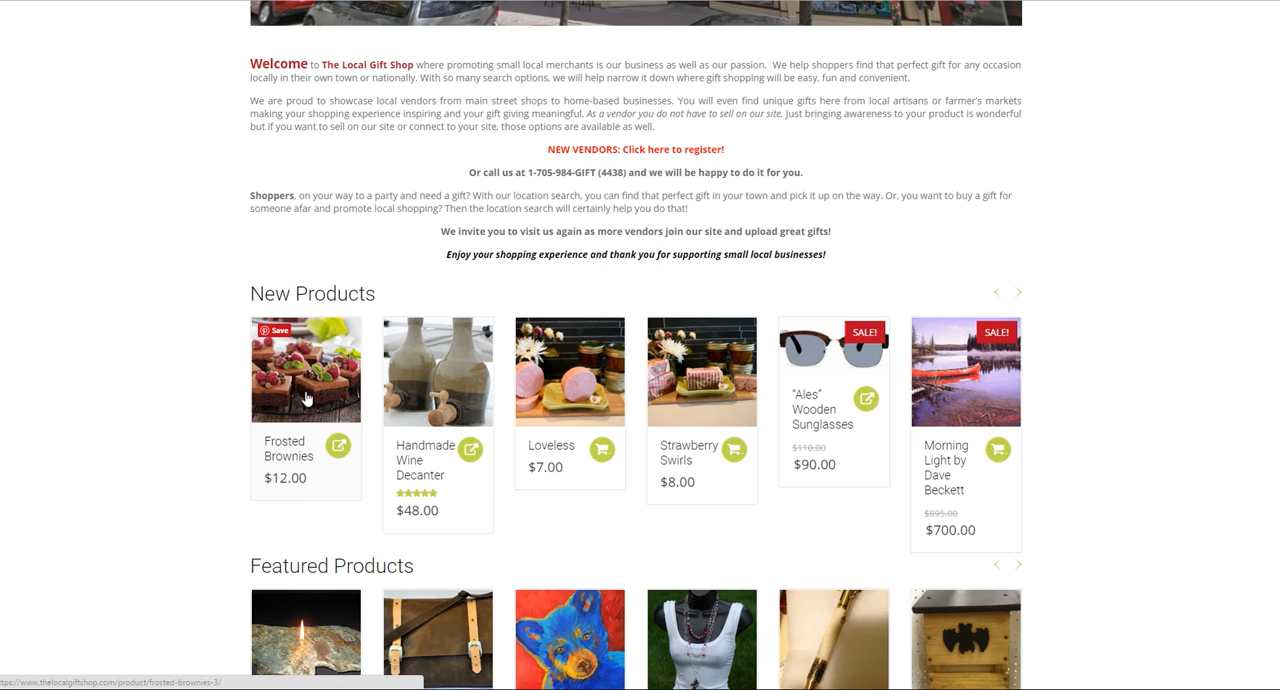 Welcome to The Local Gift Shop where promoting small local merchants is our business as well as our passion. We help shoppers find that perfect gift for any occasion
locally in their own town or nationally. With so many search options, we will help narrow it down where gift shopping will be easy, fun and convenient.
We are proud to showcase local vendors from main street shops to home-based businesses. You will even find unique gifts here from local artisans or farmer's markets
making your shopping experience inspiring and your gift giving meaningful. As a vendor you do not have to sell on our site. Just bringing awareness to your product is wonderful
but if you want to sell on our site or connect to your site, those options are available as well.
NEW VENDORS: Click here to register!
Or call us at 1-705-984-GIFT (4438) and we will be happy to do it for you.
Shoppers, on your way to a party and need a gift? With our location search, you can find that perfect gift in your town and pick it up on the way. Or, you want to buy a gift for
someone afar and promote local shopping? Then the location search will certainly help you do that!
We invite you to visit us again as more vendors join our site and upload great gifts!
Enjoy your shopping experience and thank you for supporting small local businesses!
New Products
Save
Frosted
Brownies
$12.00
Handmade
Wine
Decanter
$48.00
Loveless
$7.00
Strawberry
Swirls
$8.00
SALE!
"Ales"
Wooden
Sunglasses
$110.00
$90.00
SALE!
Morning
Light by
Dave
Beckett
$895.00
$700.00
Featured Products
ttps://www.thelocalgiftshop.com/product/frosted-brownies-3/